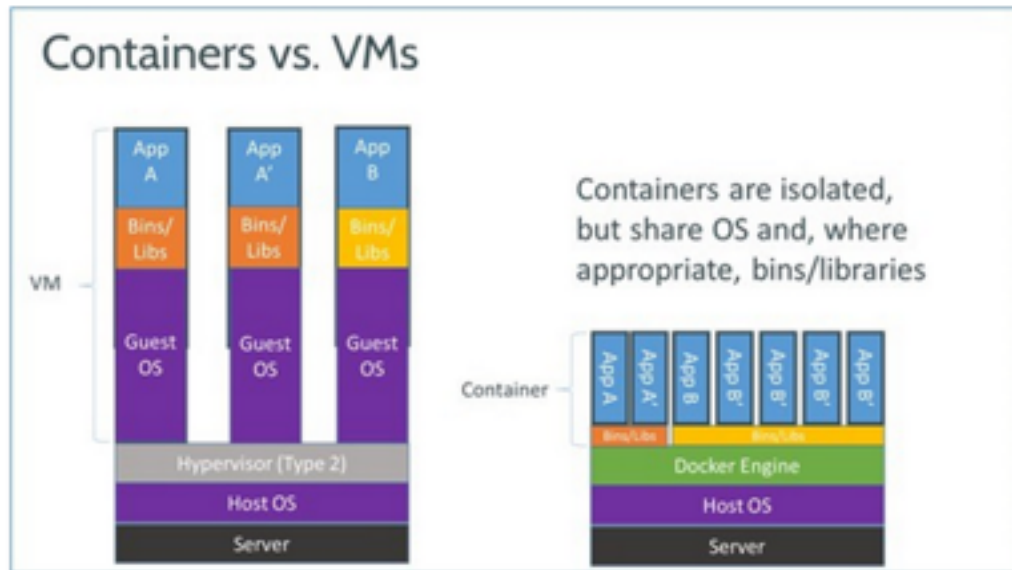 Containers vs. VMs
App
A
App
A'
App
B
Bins/
Libs
Bins/
Libs
Bins/
Libs
VM
Guest
OS
Guest
OS
Guest
OS
Hypervisor (Type 2)
Host OS
Server
Containers are isolated,
but share OS and, where
appropriate, bins/libraries
Container
App A
App A'
App B
App B'
App B'
App B'
App B'
Bins/Libs
Bins/Libs
Docker Engine
Host OS
Server